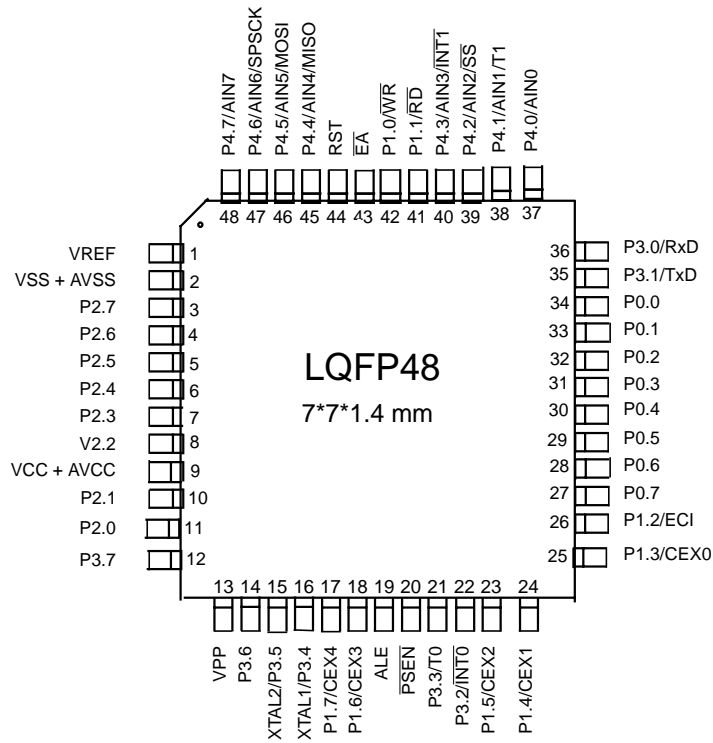 P4.7/AIN7
P4.6/AIN6/SPSCK
P4.5/AIN5/MOSI
P4.4/AIN4/MISO
RST
EA
P1.0/WR
P1.1/RD
P4.3/AIN3/INT1
P4.2/AIN2/SS
P4.1/AIN1/T1
P4.0/AIN0
48 47 46 45 44 43 42 41 40 39 38 37
VREF 1
VSS + AVSS 2
P2.7 3
P2.6 4
P2.5 5
P2.4 6
P2.3 7
V2.2 8
VCC + AVCC 9
P2.1 10
P2.0 11
P3.7 12
LQFP48
7*7*1.4 mm
36 P3.0/RxD
35 P3.1/TxD
34 P0.0
33 P0.1
32 P0.2
31 P0.3
30 P0.4
29 P0.5
28 P0.6
27 P0.7
26 P1.2/ECI
25 P1.3/CEX0
13 14 15 16 17 18 19 20 21 22 23 24
VPP
P3.6
XTAL2/P3.5
XTAL1/P3.4
P1.7/CEX4
P1.6/CEX3
ALE
PSEN
P3.3/T0
P3.2/INT0
P1.5/CEX2
P1.4/CEX1